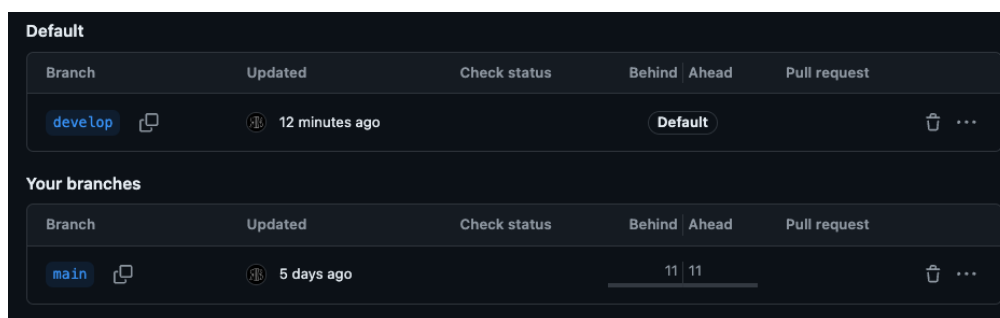 Default
Branch Updated Check status Behind Ahead Pull request
develop 12 minutes ago Default
Your branches
Branch Updated Check status Behind Ahead Pull request
main 5 days ago 11 11